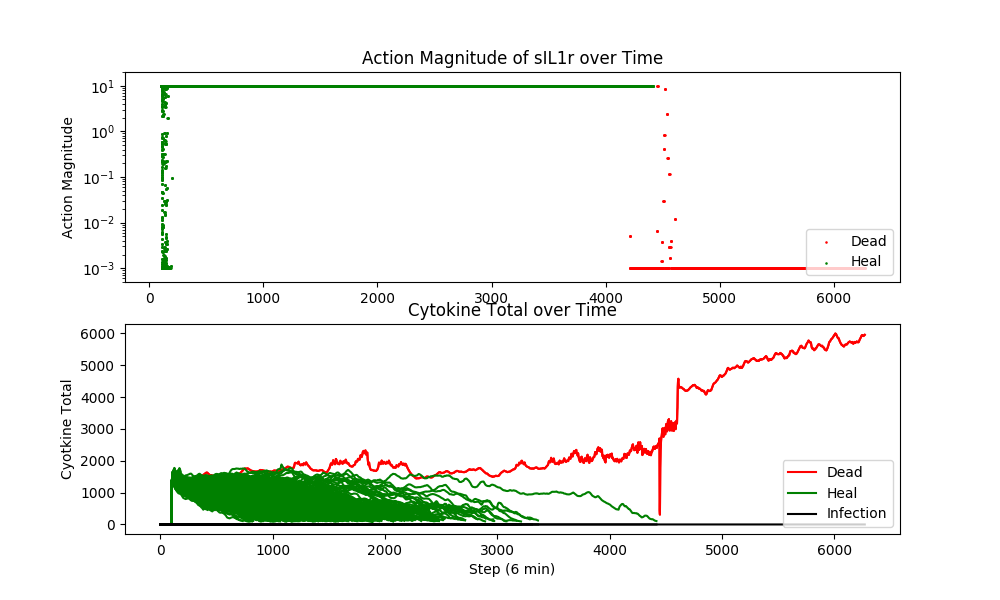 Action Magnitude of sIL1r over Time
Action Magnitude
10^1
10^0
10^-1
10^-2
10^-3
Dead
Heal
0 1000 2000 3000 4000 5000 6000
Cytokine Total over Time
Cyotkine Total
6000
5000
4000
3000
2000
1000
0
Dead
Heal
Infection
0 1000 2000 3000 4000 5000 6000
Step (6 min)